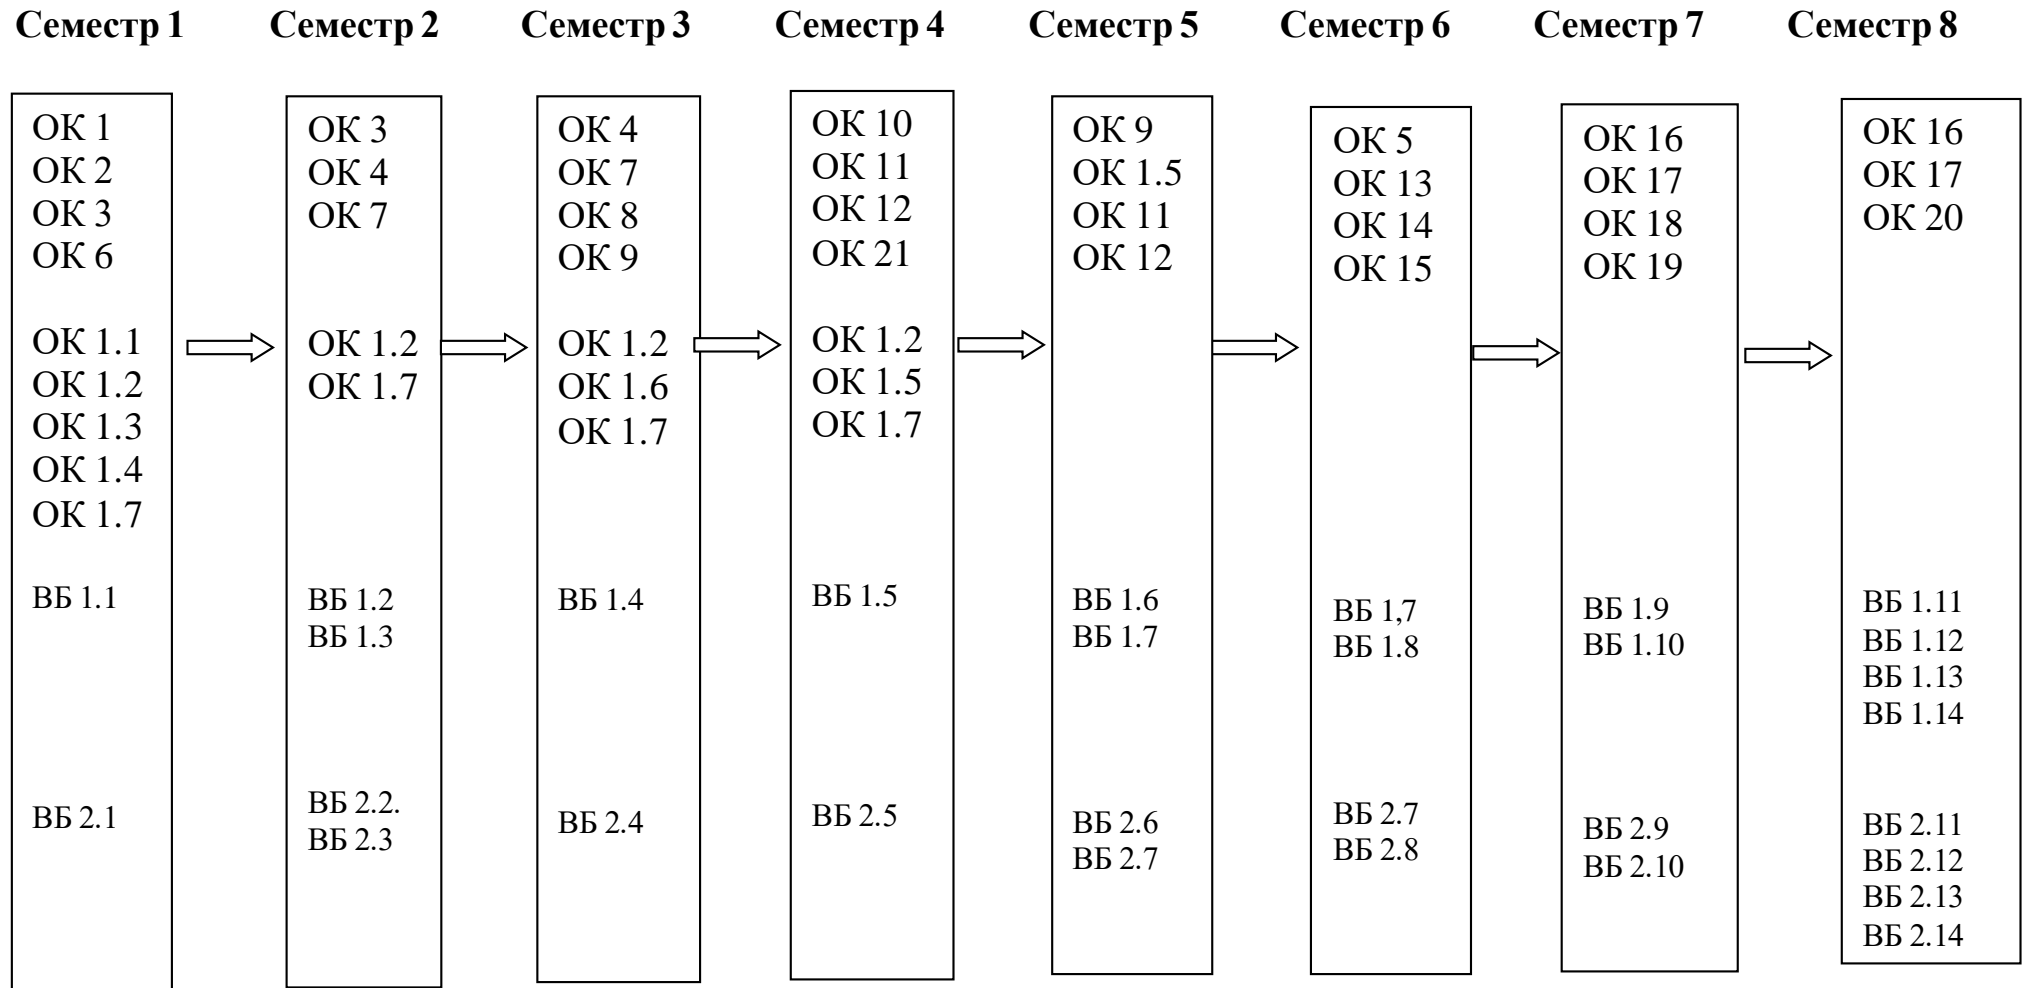 Семестр 1
Семестр 2
Семестр 3
Семестр 4
Семестр 5
Семестр 6
Семестр 7
Семестр 8
ОК 1
ОК 2
ОК 3
ОК 6
ОК 1.1
ОК 1.2
ОК 1.3
ОК 1.4
ОК 1.7
ВБ 1.1
ВБ 2.1
ОК 3
ОК 4
ОК 7
ОК 1.2
ОК 1.7
ВБ 1.2
ВБ 1.3
ВБ 2.2.
ВБ 2.3
ОК 4
ОК 7
ОК 8
ОК 9
ОК 1.2
ОК 1.6
ОК 1.7
ВБ 1.4
ВБ 2.4
ОК 10
ОК 11
ОК 12
ОК 21
ОК 1.2
ОК 1.5
ОК 1.7
ВБ 1.5
ВБ 2.5
ОК 9
ОК 1.5
ОК 11
ОК 12
ВБ 1.6
ВБ 1.7
ВБ 2.6
ВБ 2.7
ОК 5
ОК 13
ОК 14
ОК 15
ВБ 1,7
ВБ 1.8
ВБ 2.7
ВБ 2.8
ОК 16
ОК 17
ОК 18
ОК 19
ВБ 1.9
ВБ 1.10
ВБ 2.9
ВБ 2.10
ОК 16
ОК 17
ОК 20
ВБ 1.11
ВБ 1.12
ВБ 1.13
ВБ 1.14
ВБ 2.11
ВБ 2.12
ВБ 2.13
ВБ 2.14